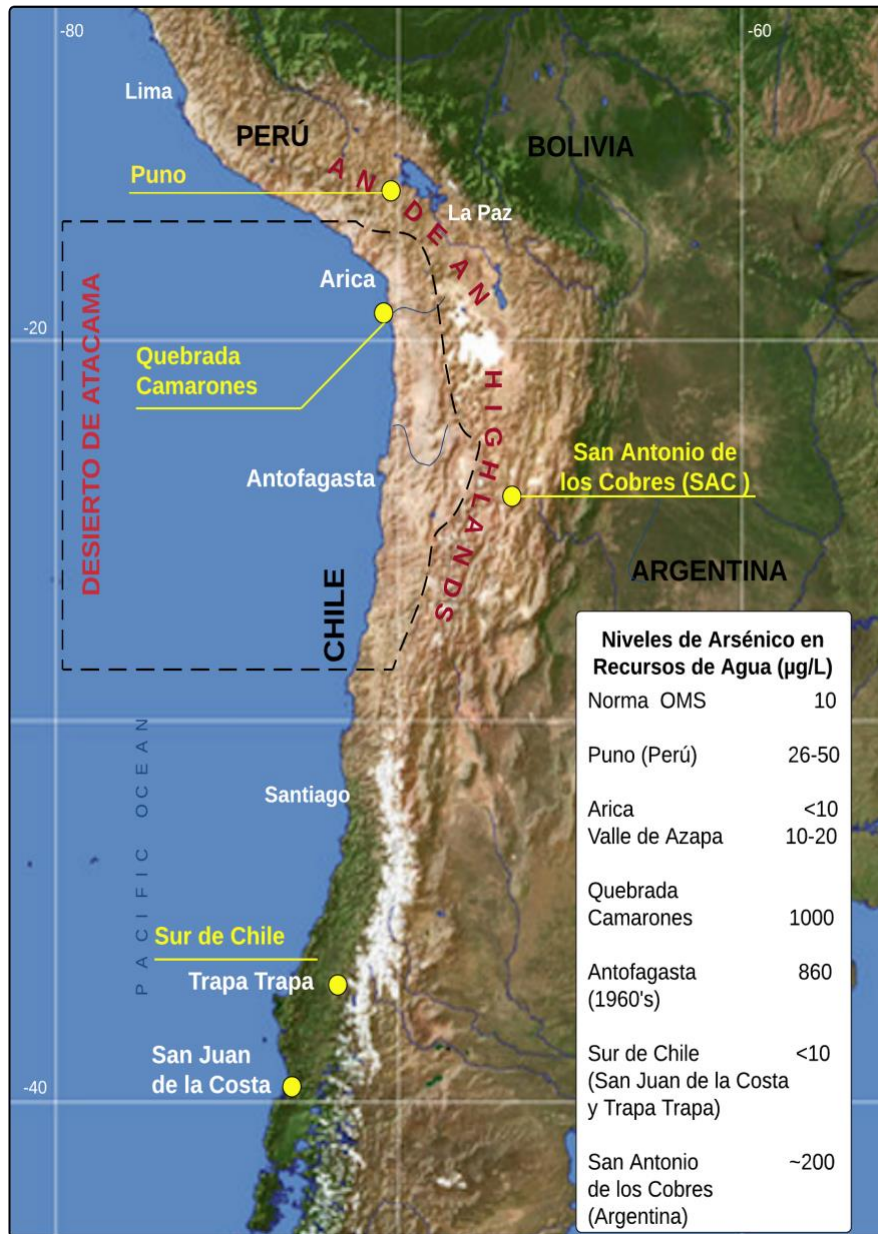 -80
-60
Lima
PERÚ
BOLIVIA
Puno
ANDEAN
La Paz
Arica
DESIERTO DE ATACAMA
-20
Quebrada
Camarones
HIGHLANDS
San Antonio de
los Cobres (SAC )
Antofagasta
CHILE
ARGENTINA
PACIFIC OCEAN
Santiago
Sur de Chile
Trapa Trapa
San Juan
de la Costa
-40
Niveles de Arsénico en
Recursos de Agua (µg/L)
Norma OMS 10
Puno (Perú) 26-50
Arica <10
Valle de Azapa 10-20
Quebrada
Camarones 1000
Antofagasta 860
(1960's)
Sur de Chile <10
(San Juan de la Costa
y Trapa Trapa)
San Antonio ~200
de los Cobres
(Argentina)